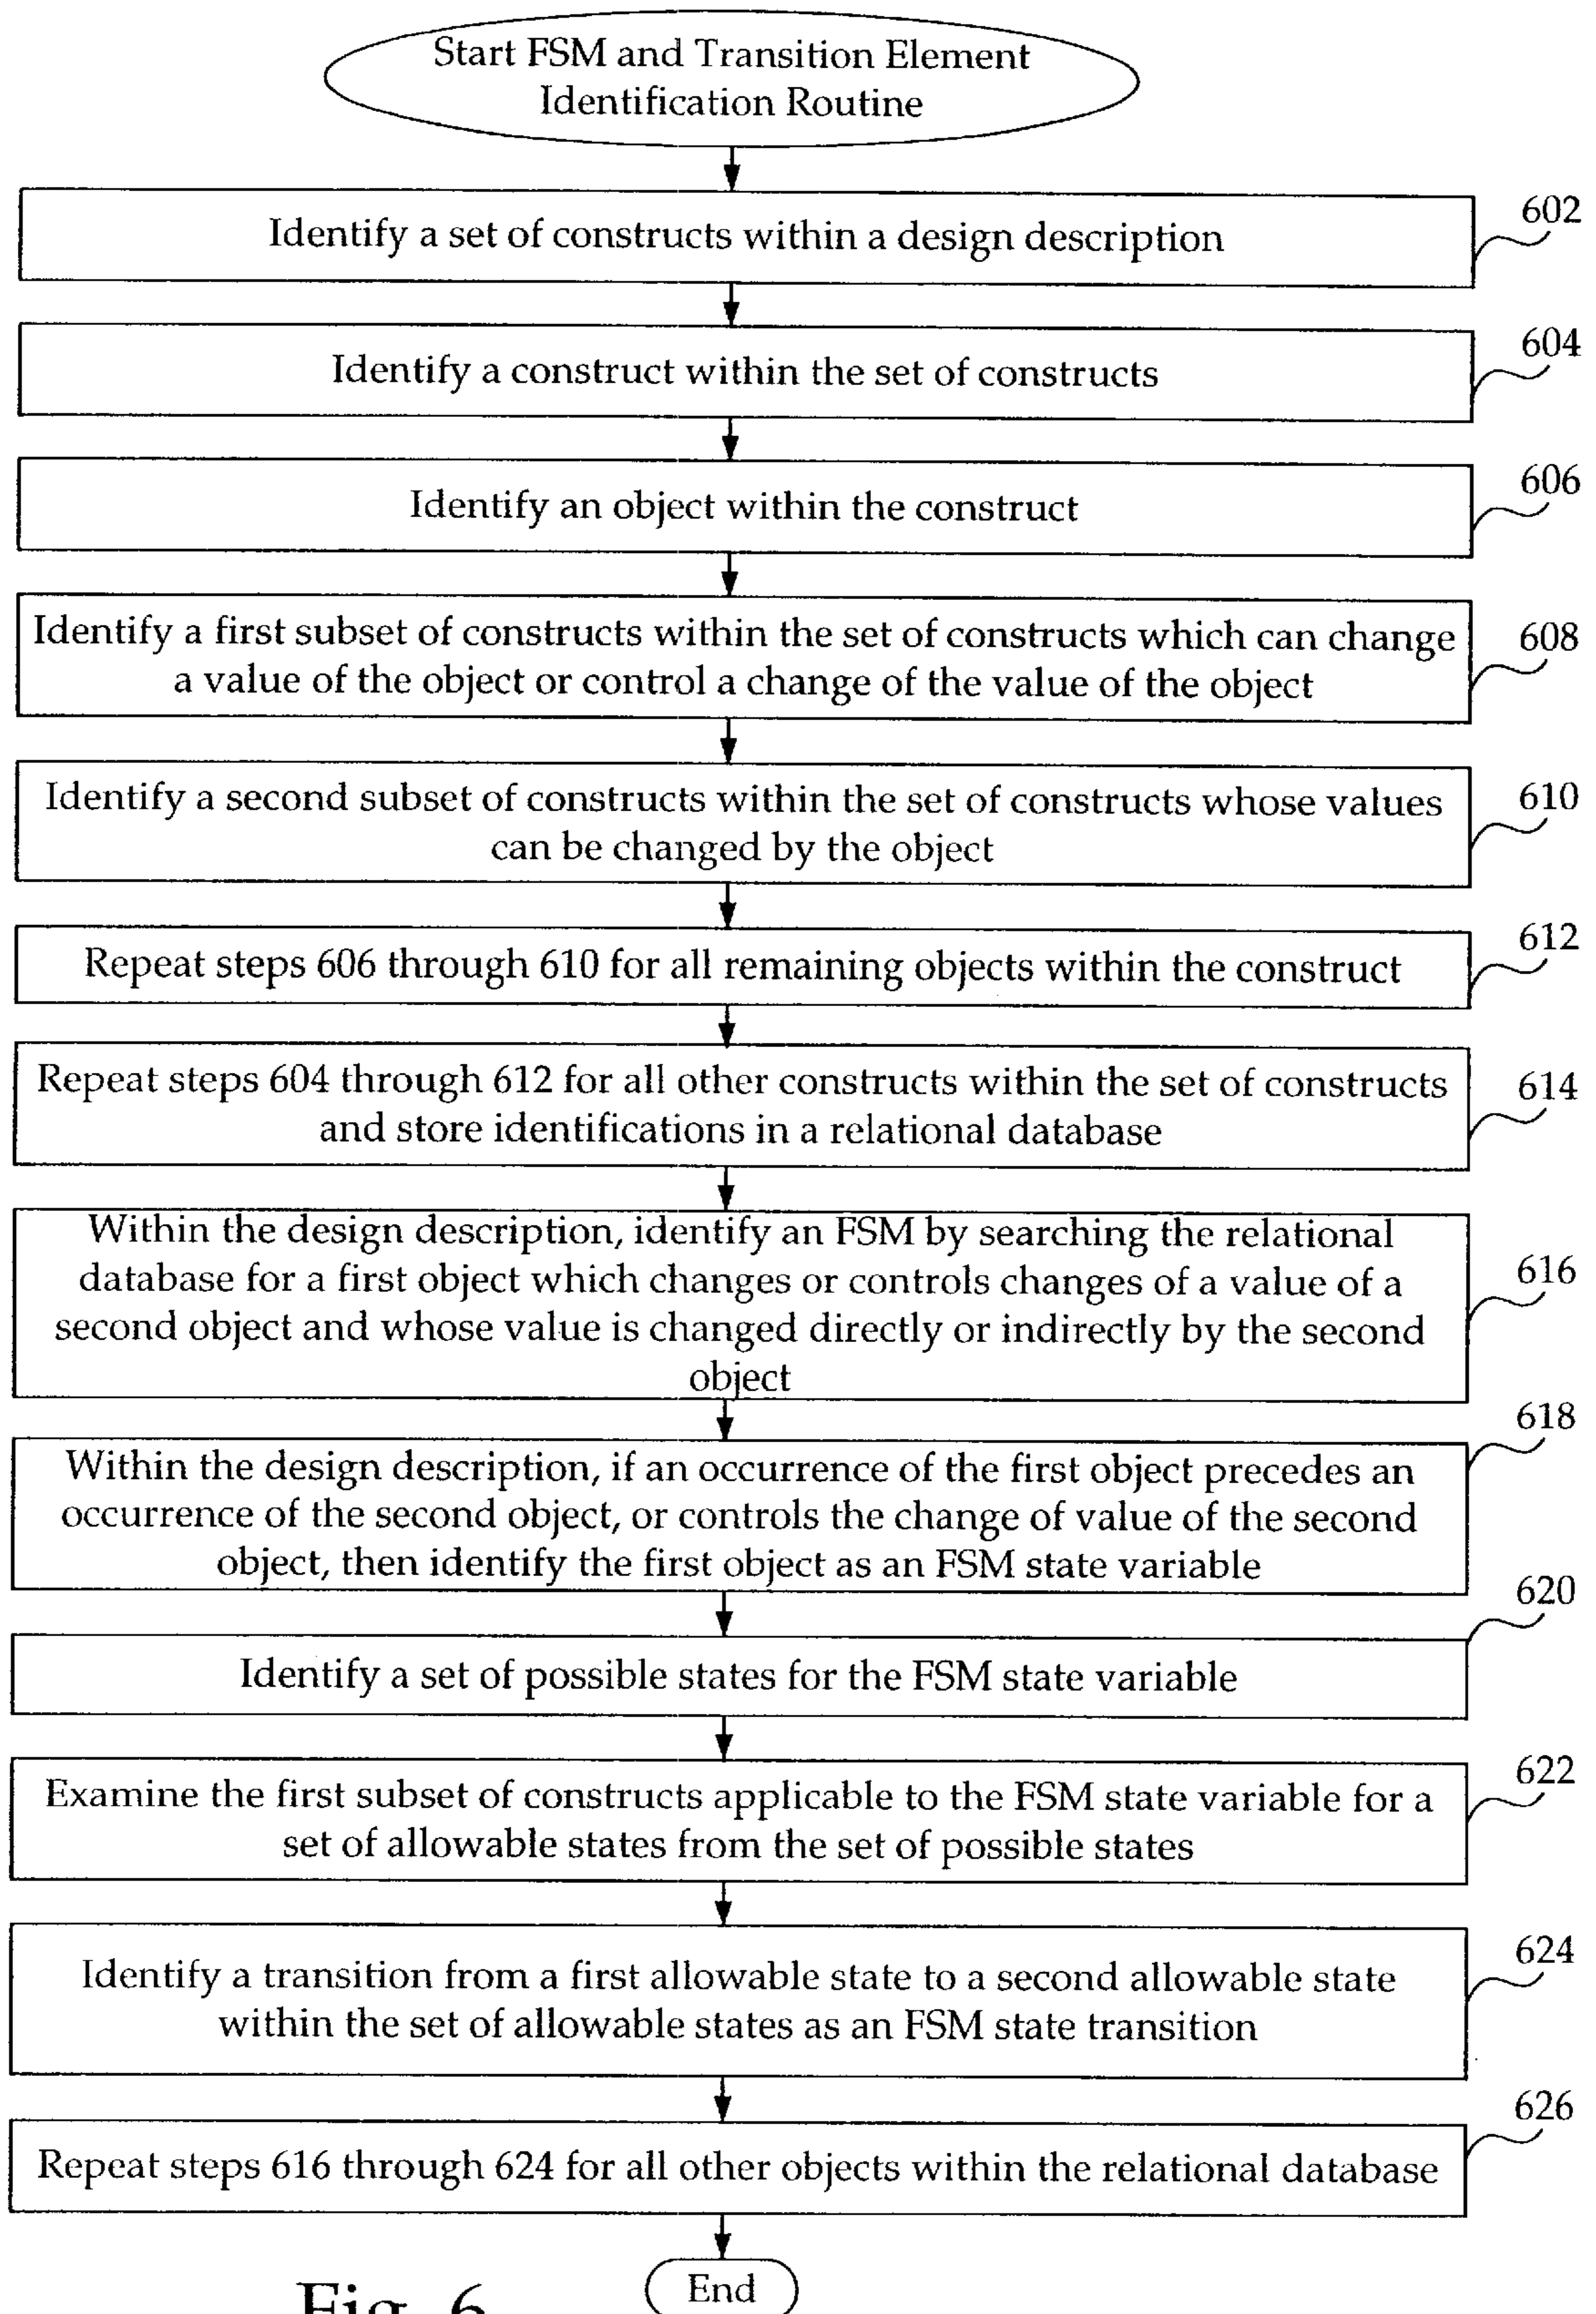 Start FSM and Transition Element
Identification Routine
Identify a set of constructs within a design description
602
Identify a construct within the set of constructs
604
Identify an object within the construct
606
Identify a first subset of constructs within the set of constructs which can change
a value of the object or control a change of the value of the object
608
Identify a second subset of constructs within the set of constructs whose values
can be changed by the object
610
Repeat steps 606 through 610 for all remaining objects within the construct
612
Repeat steps 604 through 612 for all other constructs within the set of constructs
and store identifications in a relational database
614
Within the design description, identify an FSM by searching the relational
database for a first object which changes or controls changes of a value of a
second object and whose value is changed directly or indirectly by the second
object
616
Within the design description, if an occurrence of the first object precedes an
occurrence of the second object, or controls the change of value of the second
object, then identify the first object as an FSM state variable
618
Identify a set of possible states for the FSM state variable
620
Examine the first subset of constructs applicable to the FSM state variable for a
set of allowable states from the set of possible states
622
Identify a transition from a first allowable state to a second allowable state
within the set of allowable states as an FSM state transition
624
Repeat steps 616 through 624 for all other objects within the relational database
626
End
Fig. 6